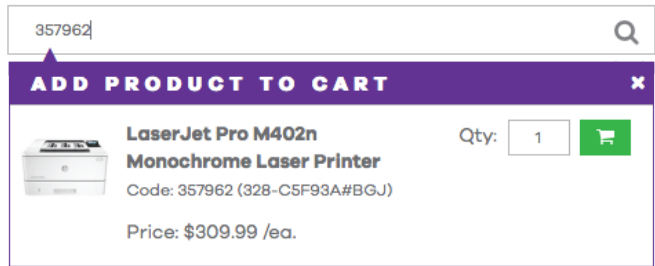 357962
ADD PRODUCT TO CART
LaserJet Pro M402n
Monochrome Laser Printer
Code: 357962 (328-C5F93A#BGJ)
Price: $309.99 /ea.
Qty: 1